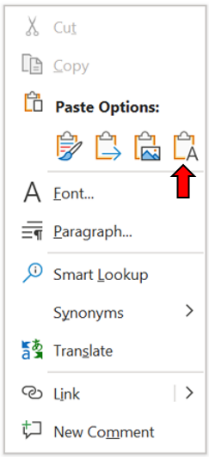 Cut
Copy
Paste Options:
Font...
Paragraph...
Smart Lookup
Synonyms
Translate
Link
New Comment